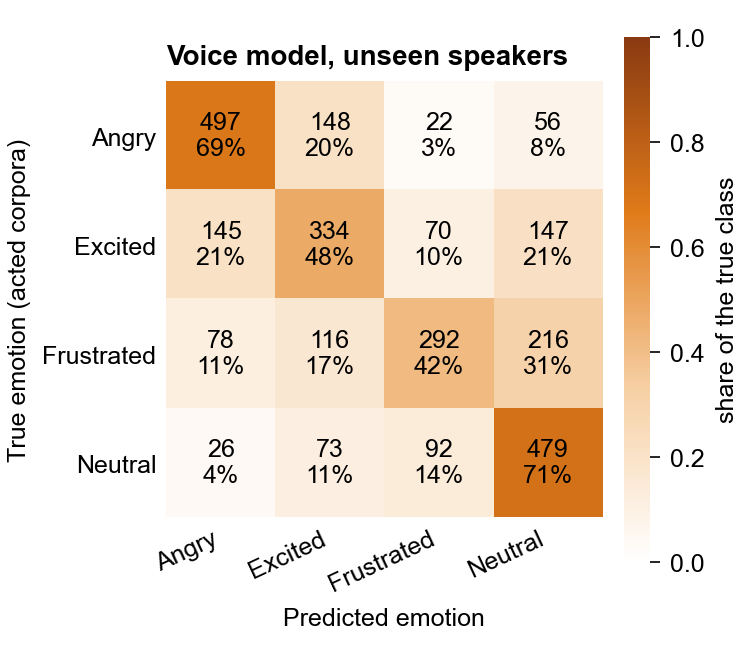 Voice model, unseen speakers
True emotion (acted corpora)
Angry
497 148 22 56
69% 20% 3% 8%
Excited
145 334 70 147
21% 48% 10% 21%
Frustrated
78 116 292 216
11% 17% 42% 31%
Neutral
26 73 92 479
4% 11% 14% 71%
Angry Excited Frustrated Neutral
Predicted emotion
1.0
0.8
0.6
0.4
0.2
0.0
share of the true class